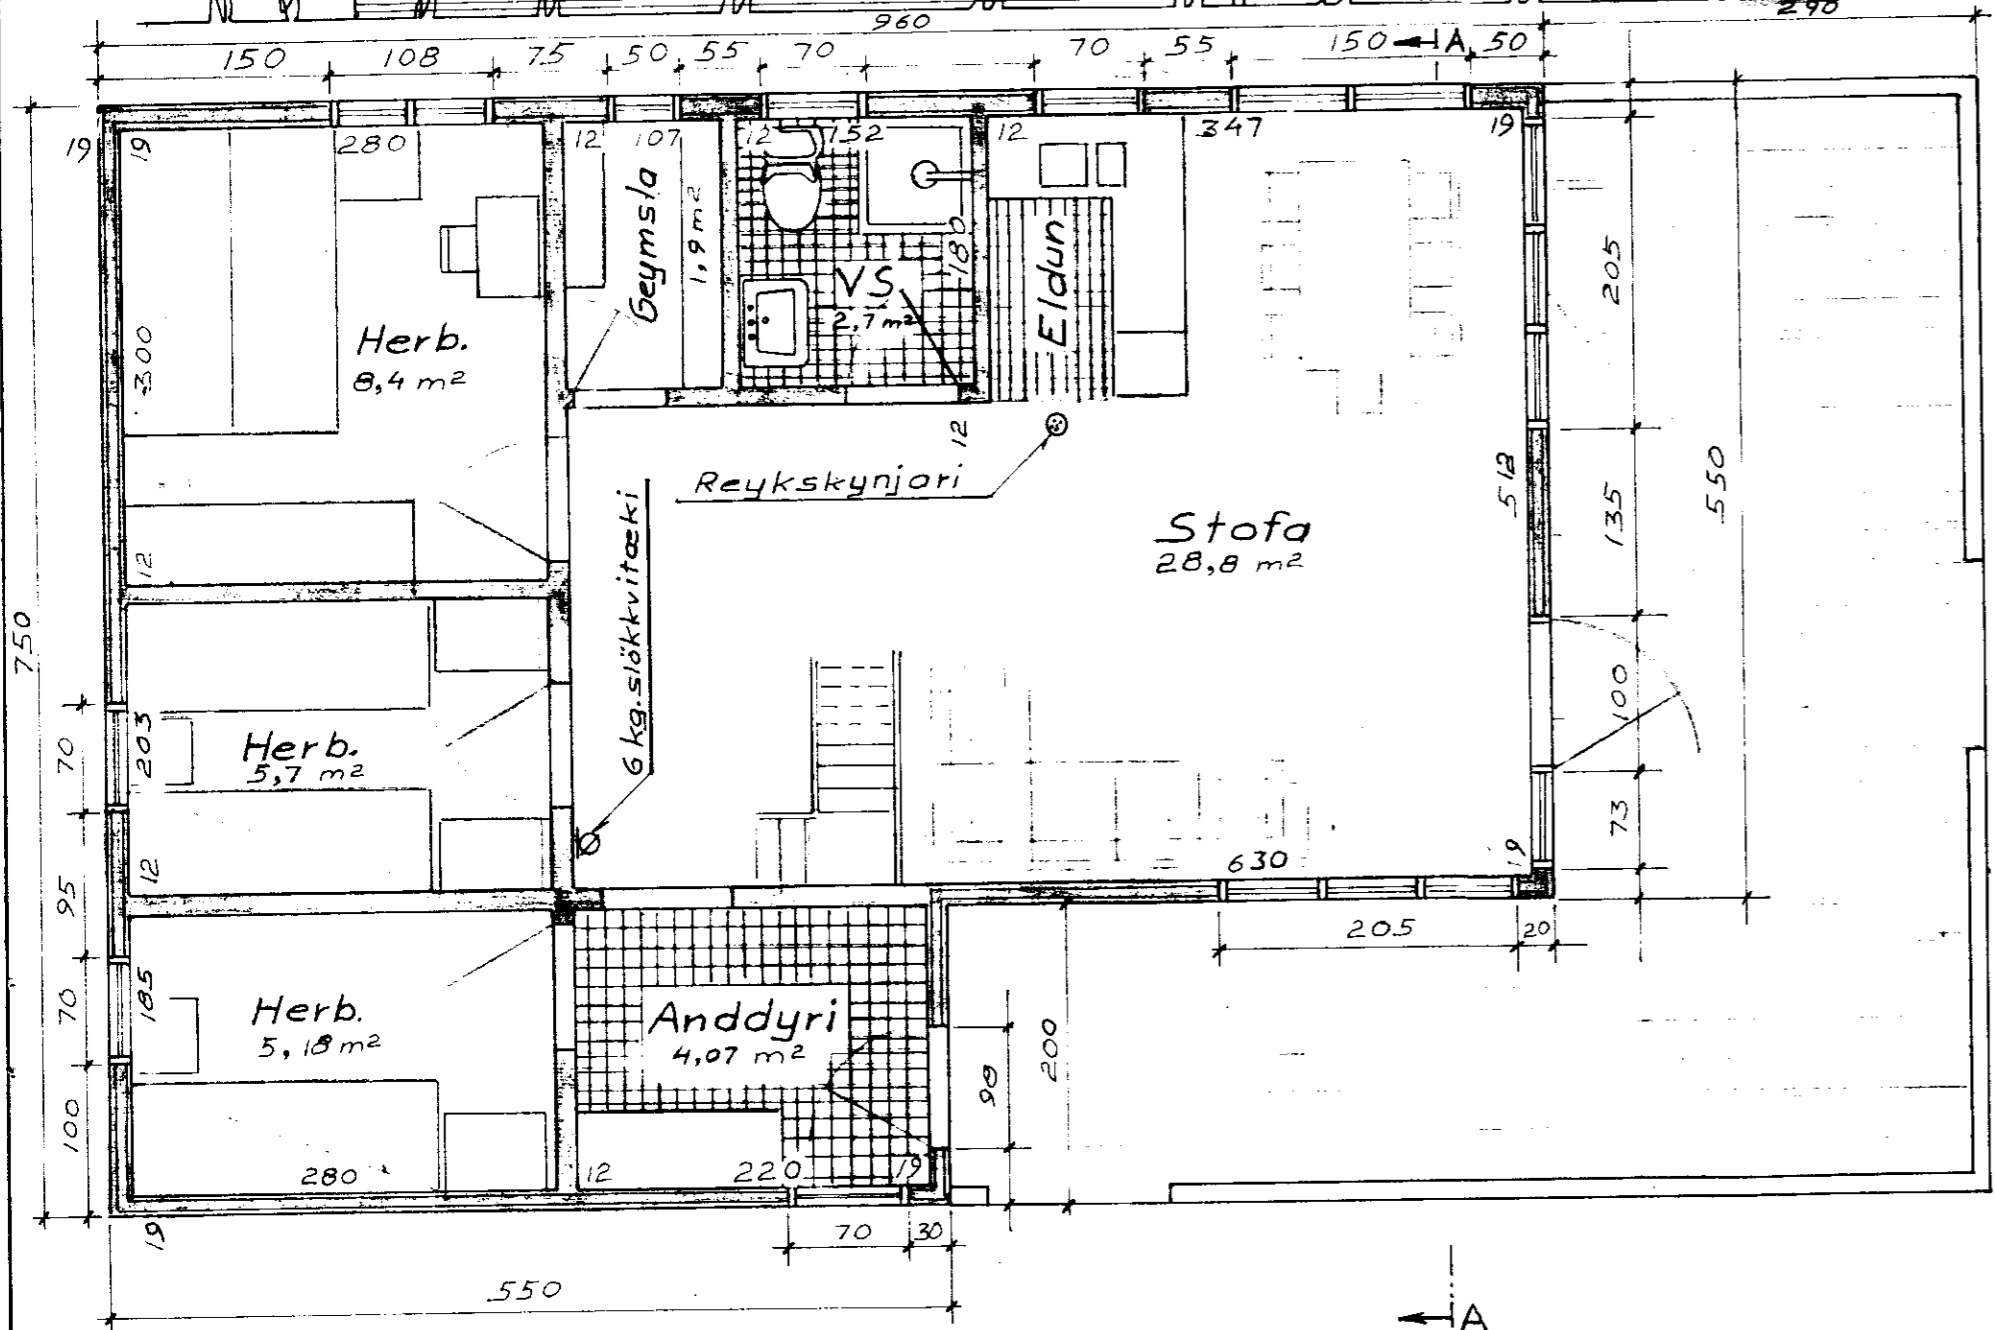 960
290
150 108 75 50 55 70 70 55 150 A 50
19 19 280 12 107 12 152 12 347 19
Geymsla
1,9 m²
180
VS.
2,7 m²
Eldun
205
300
Herb.
8,4 m²
12
Reykskynjari
6 kg. slökkvitæki
Stofa
28,8 m²
512
135
550
12
750
70
203
Herb.
5,7 m²
100
73
12
95
630
19
205
20
70
185
Herb.
5,18 m²
Anddyri
4,07 m²
90
200
100
280
12
220
19
19
70
30
550
A